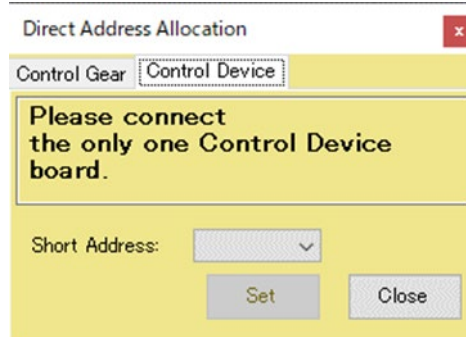 Direct Address Allocation
x
Control Gear Control Device
Please connect
the only one Control Device
board.
Short Address:
Set Close